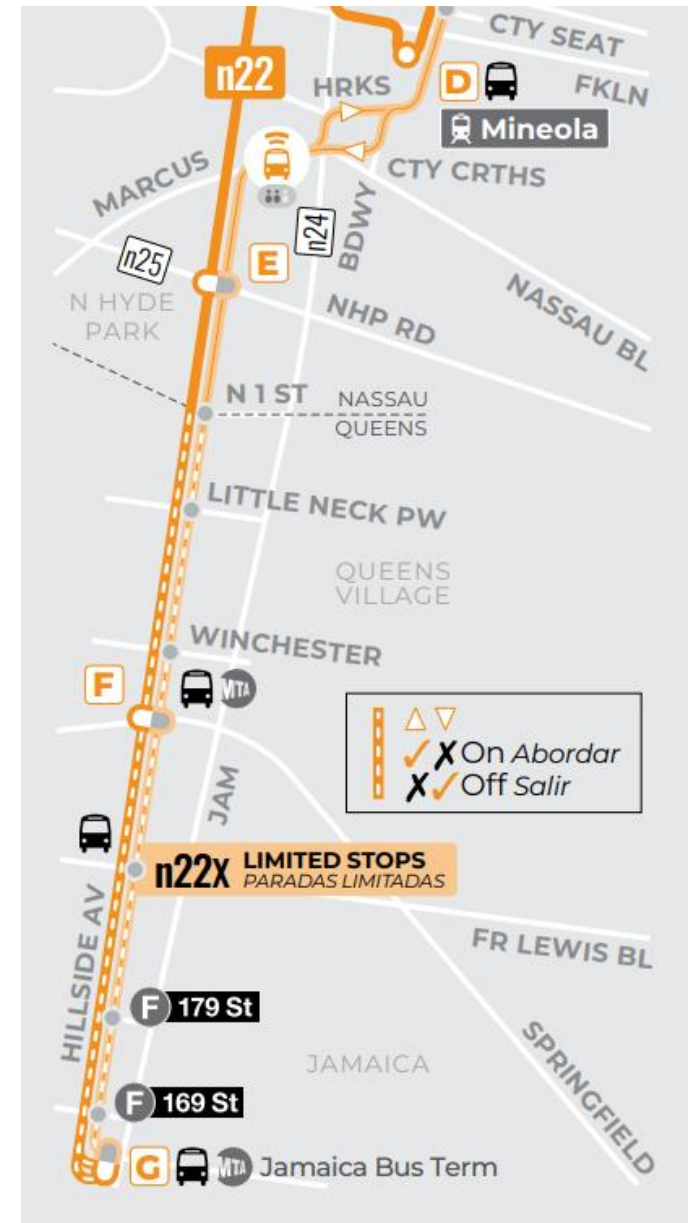 CTY SEAT
n22
HRKS
D
FKLN
Mineola
MARCUS
CTY CRTHS
n24
BDWY
n25
E
N HYDE
PARK
NHP RD
NASSAU BL
N 1 ST
NASSAU
QUEENS
LITTLE NECK PW
QUEENS
VILLAGE
WINCHESTER
F
MTA
On Abordar
Off Salir
JAM
n22X LIMITED STOPS
PARADAS LIMITADAS
HILLSIDE AV
FR LEWIS BL
F 179 St
SPRINGFIELD
JAMAICA
F 169 St
G MTA Jamaica Bus Term